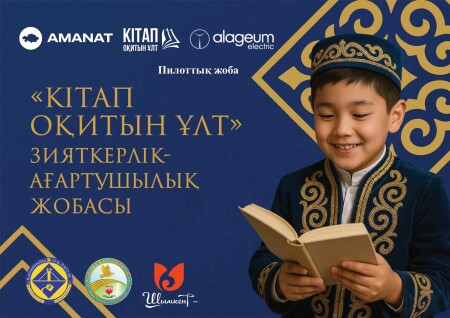 AMANAT
КІТАП
ОҚИТЫН ҰЛТ
alageum
electric
Пилоттық жоба
«КІТАП
ОҚИТЫН ҰЛТ»
ЗИЯТКЕРЛІК-
АҒАРТУШЫЛЫҚ
ЖОБАСЫ
Шымкент